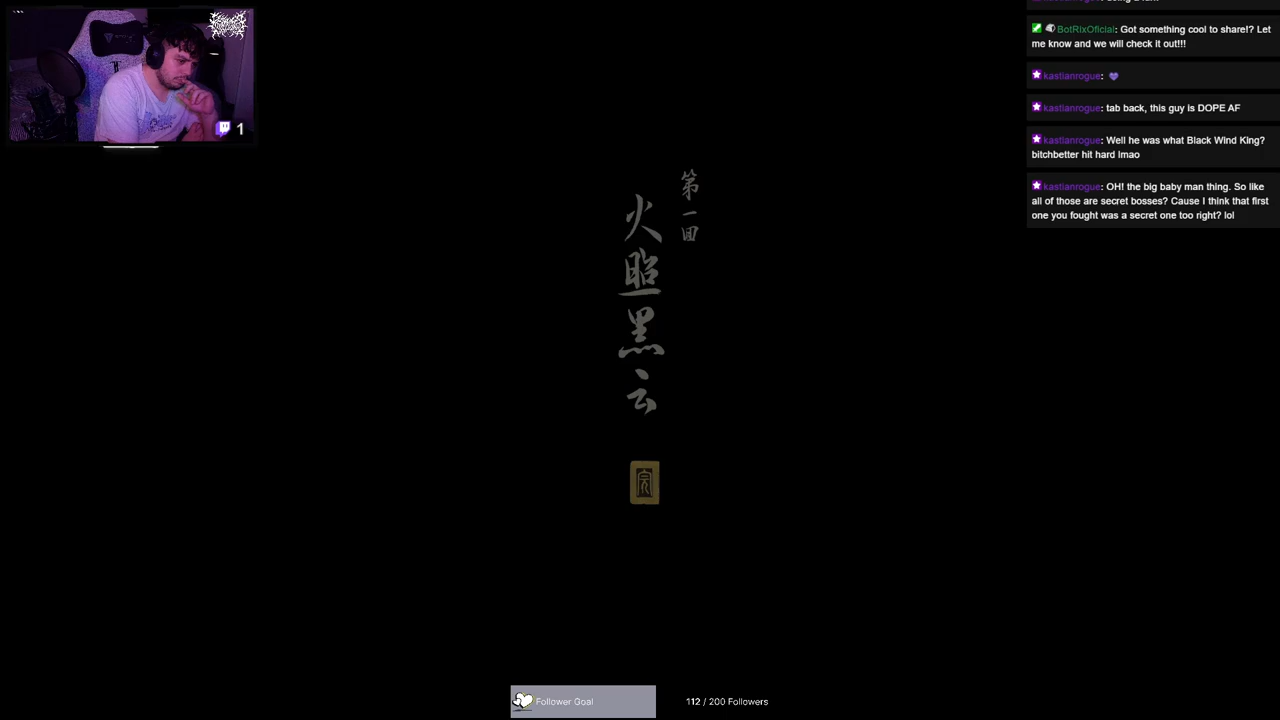 1
BotRixOficial: Got something cool to share!? Let
me know and we will check it out!!!
kastianrogue: 💜
kastianrogue: tab back, this guy is DOPE AF
kastianrogue: Well he was what Black Wind King?
bitchbetter hit hard lmao
kastianrogue: OH! the big baby man thing. So like
all of those are secret bosses? Cause I think that first
one you fought was a secret one too right? lol
第一回
火照黑云
Follower Goal
112 / 200 Followers